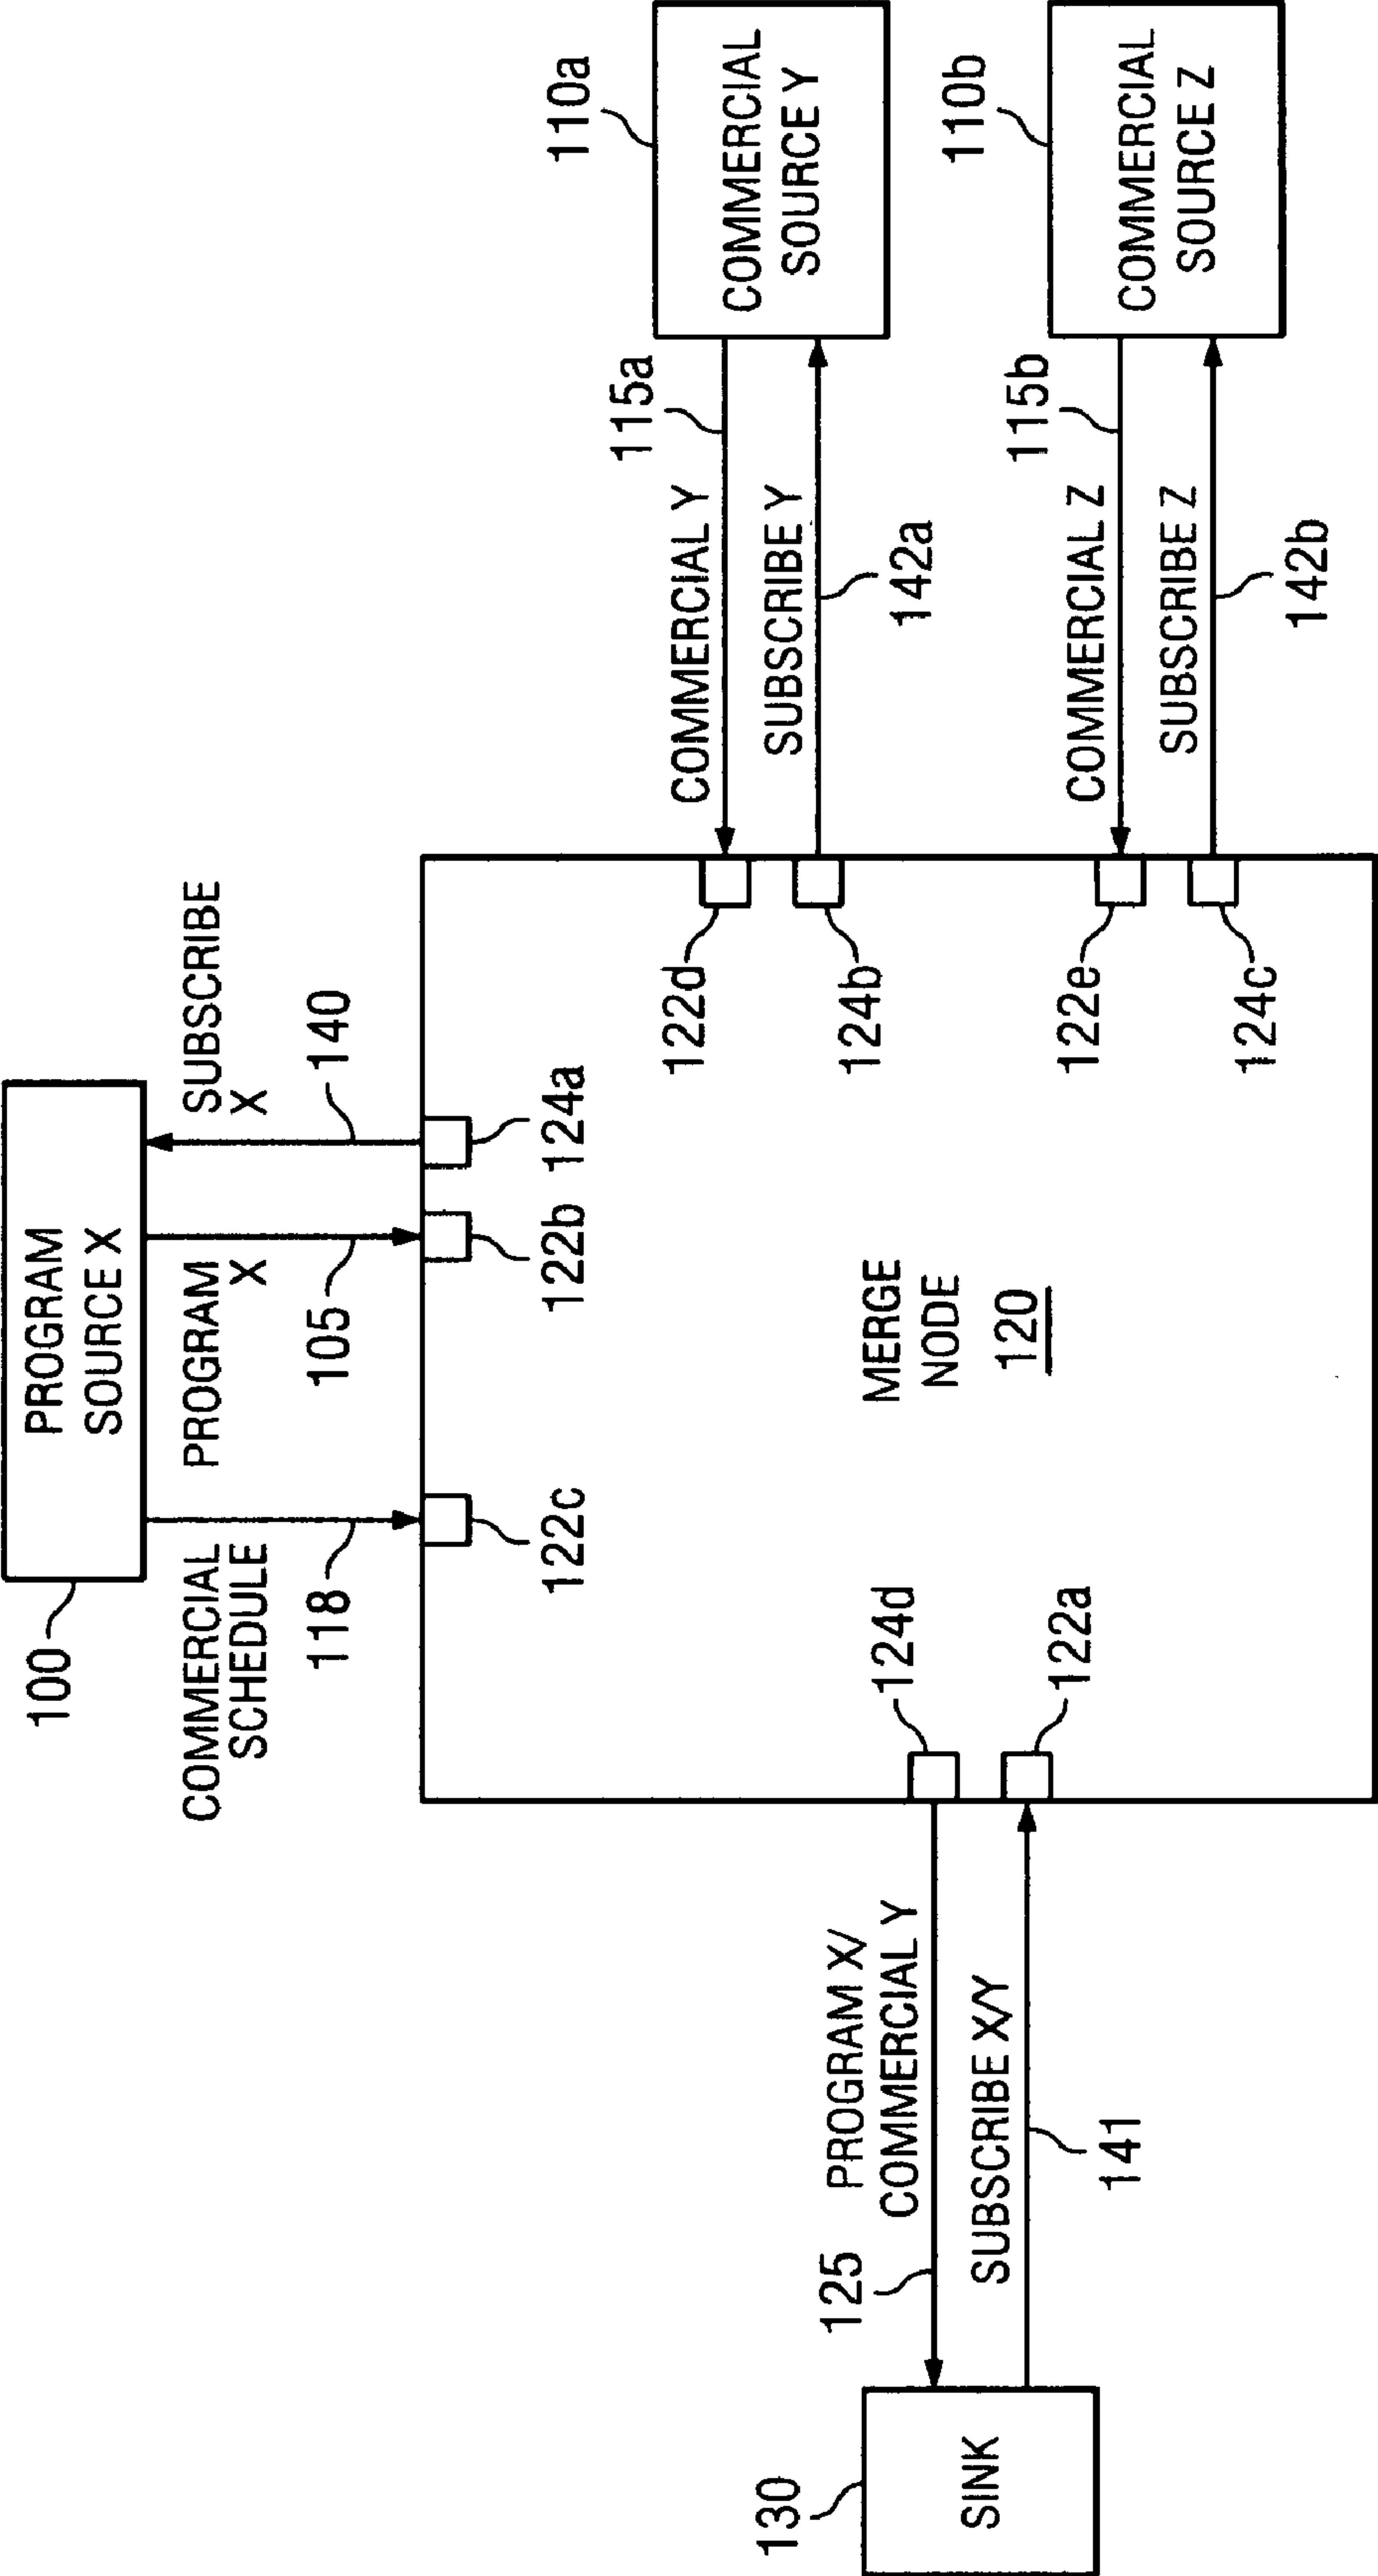 100
PROGRAM
SOURCE X
COMMERCIAL
SCHEDULE
118
PROGRAM
X
105
SUBSCRIBE
X
140
122c
122b
124a
130
SINK
125
PROGRAM X/
COMMERCIAL Y
SUBSCRIBE X/Y
141
124d
122a
MERGE
NODE
120
122d
124b
122e
124c
COMMERCIAL Y
115a
SUBSCRIBE Y
142a
110a
COMMERCIAL
SOURCE Y
COMMERCIAL Z
115b
SUBSCRIBE Z
142b
110b
COMMERCIAL
SOURCE Z